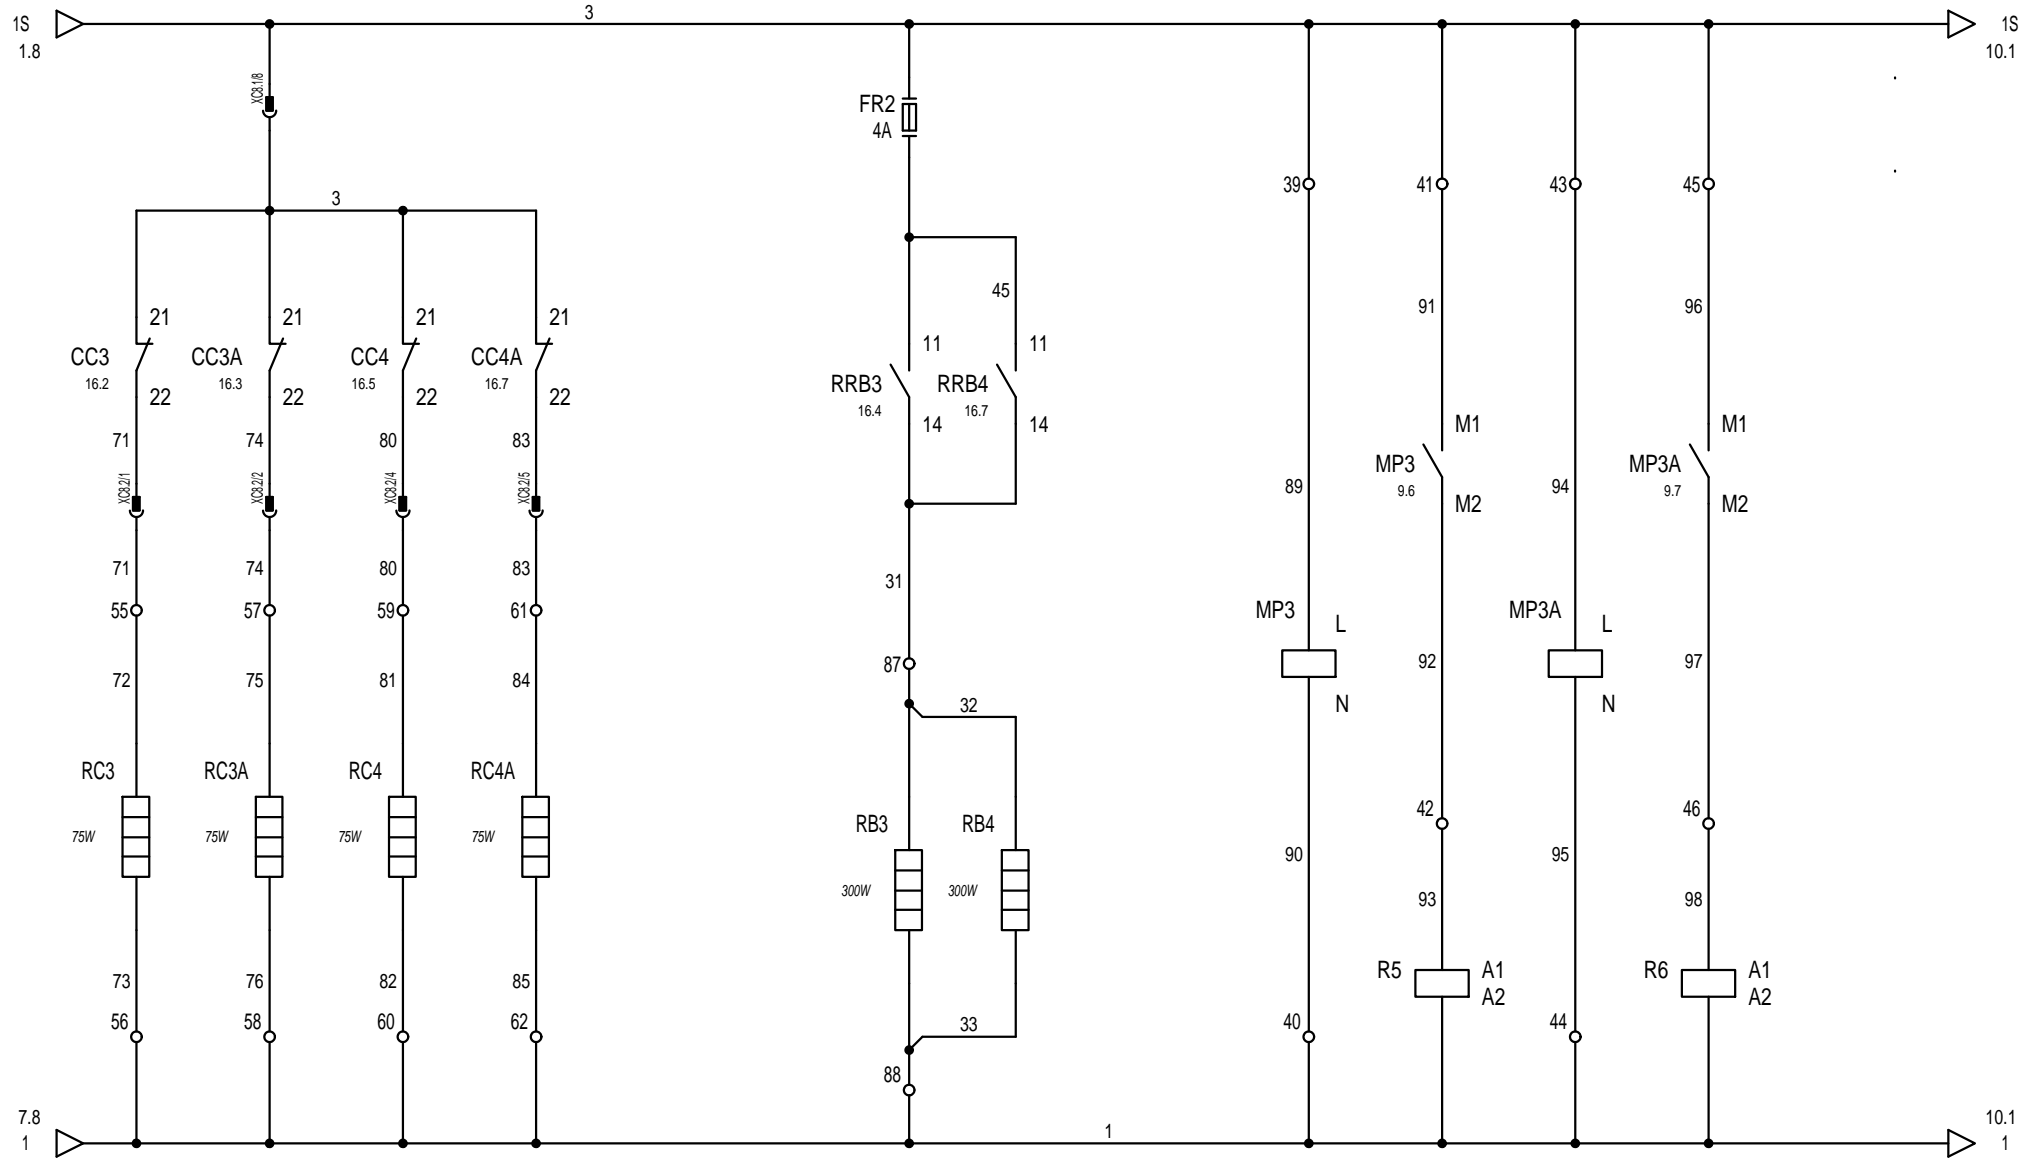 1S 3 1S
1.8 10.1
XC8.1/8
FR2
4A
39 41 43 45
3
45
21 21 21 21
91 96
11 11
CC3 CC3A CC4 CC4A
16.2 16.3 16.5 16.7
RRB3 RRB4
16.4 16.7
22 22 22 22
14 14
M1 M1
71 74 80 83
MP3 MP3A
9.6 9.7
XC8.2/1 XC8.2/2 XC8.2/4 XC8.2/5
89 94
M2 M2
71 74 80 83
31
55 57 59 61
MP3 L MP3A L
87
92 97
72 75 81 84
32
N N
RC3 RC3A RC4 RC4A
42 46
RB3 RB4
75W 75W 75W 75W
90 95
300W 300W
93 98
R5 A1 R6 A1
73 76 82 85
A2 A2
56 58 60 62
33
40 44
88
7.8 10.1
1 1 1